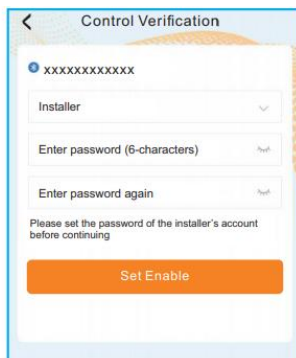 Control Verification
xxxxxxxxxxxx
Installer
Enter password (6-characters)
Enter password again
Please set the password of the installer's account
before continuing
Set Enable